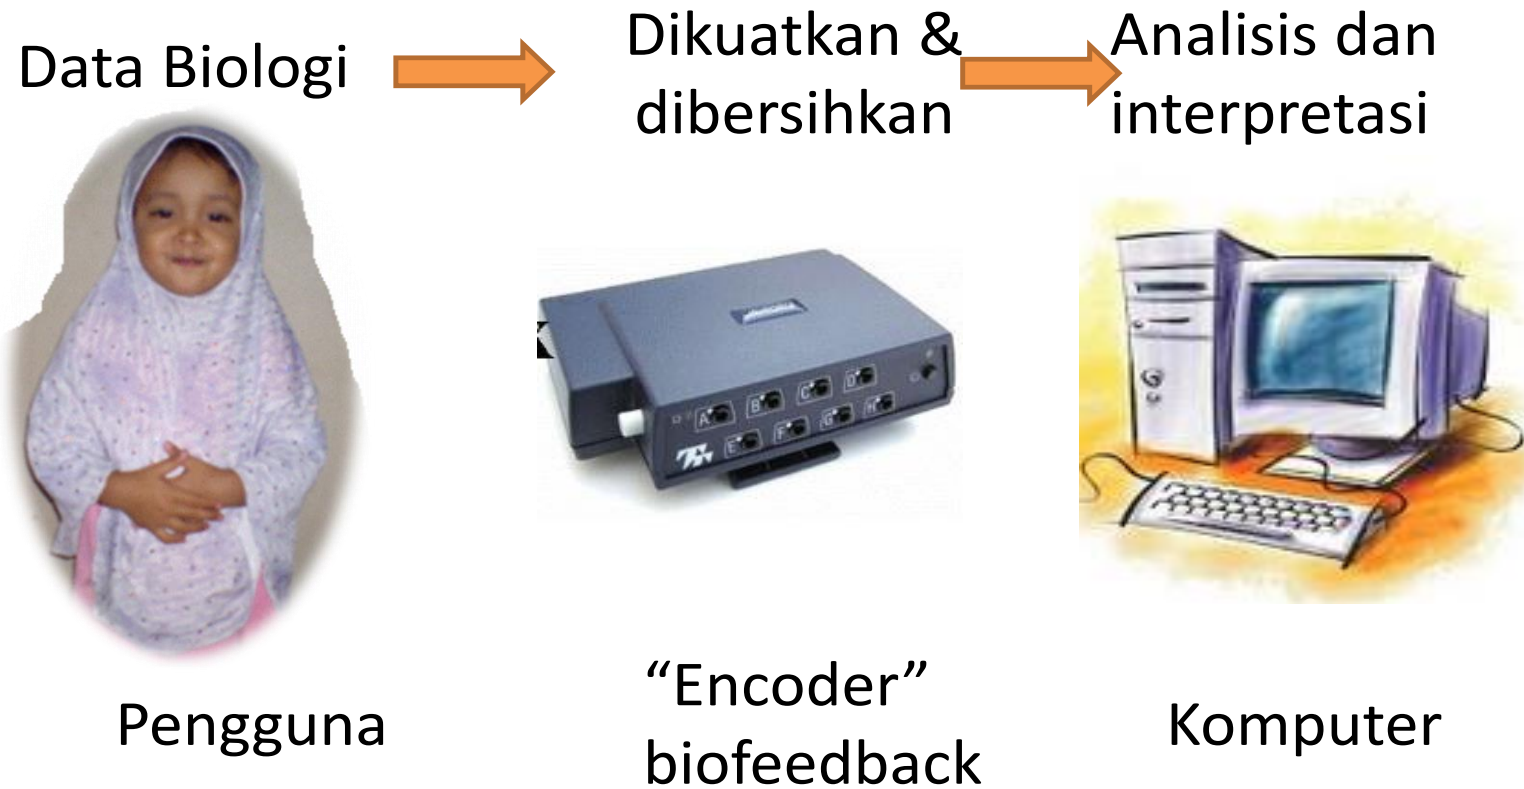 Data Biologi
Dikuatkan &
dibersihkan
Analisis dan
interpretasi
A B C D
E F G H
Pengguna
“Encoder”
biofeedback
Komputer